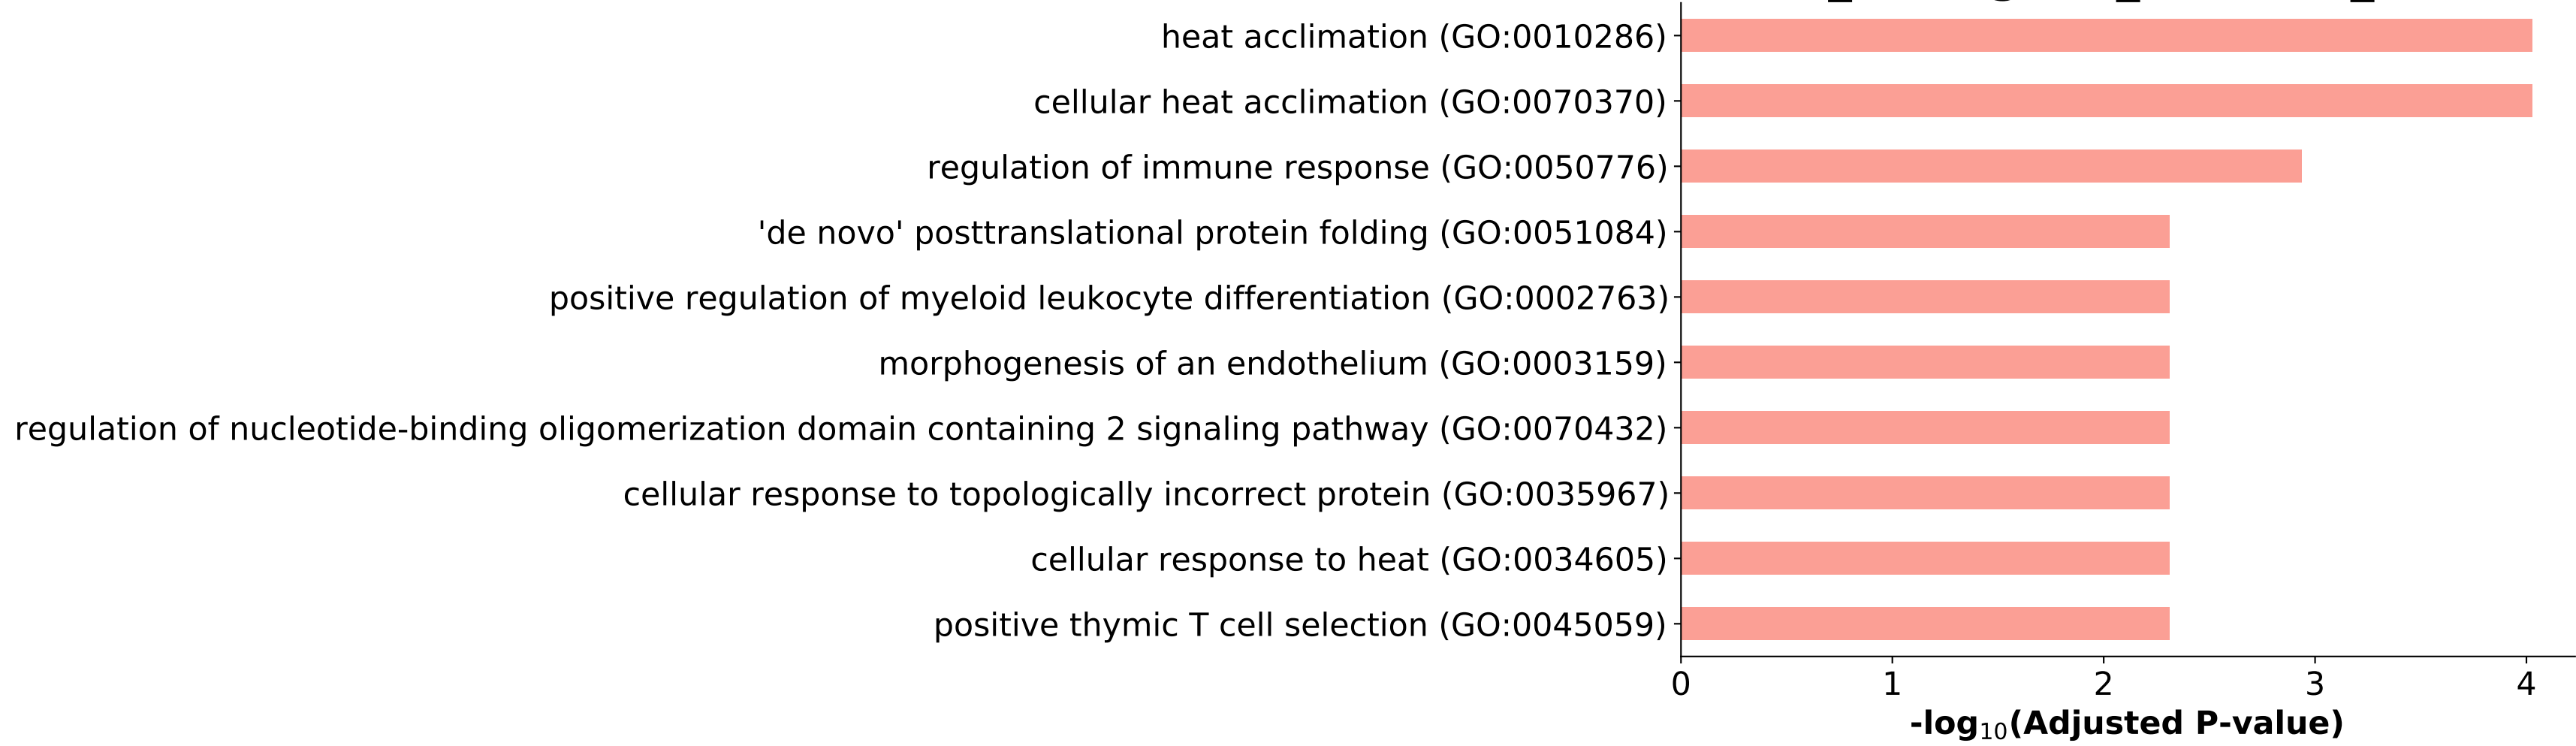 heat acclimation (GO:0010286)
cellular heat acclimation (GO:0070370)
regulation of immune response (GO:0050776)
'de novo' posttranslational protein folding (GO:0051084)
positive regulation of myeloid leukocyte differentiation (GO:0002763)
morphogenesis of an endothelium (GO:0003159)
regulation of nucleotide-binding oligomerization domain containing 2 signaling pathway (GO:0070432)
cellular response to topologically incorrect protein (GO:0035967)
cellular response to heat (GO:0034605)
positive thymic T cell selection (GO:0045059)
0 1 2 3 4
-log₁₀(Adjusted P-value)